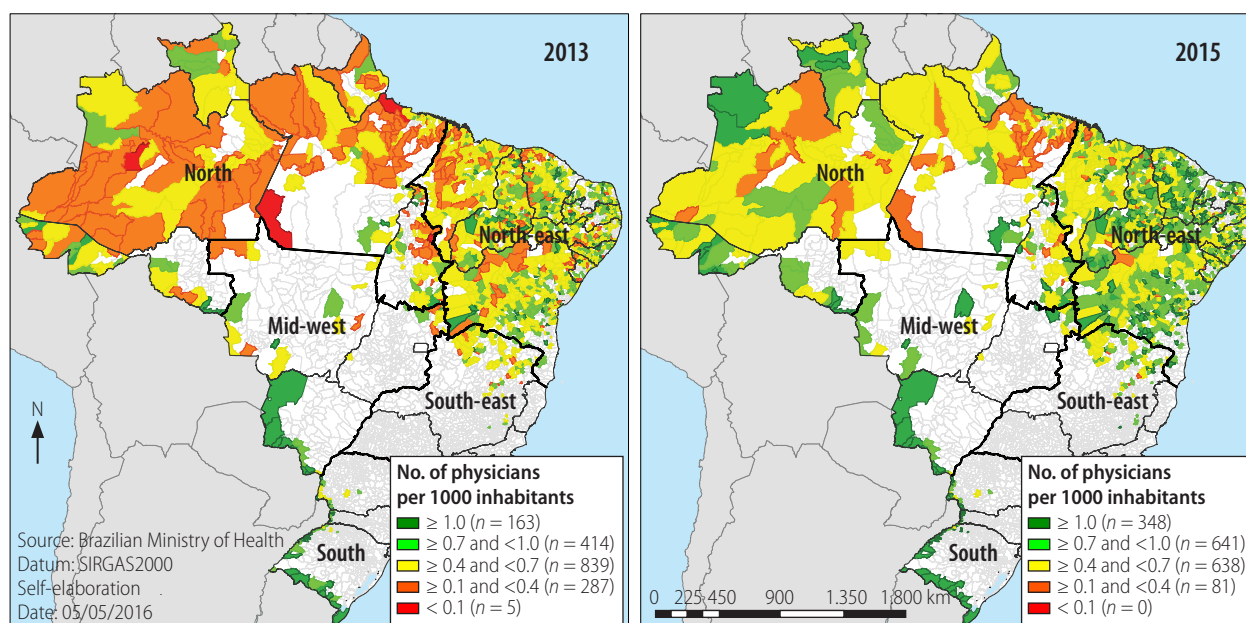 2013
North
North-east
Mid-west
South-east
South
N
No. of physicians
per 1000 inhabitants
≥ 1.0 (n = 163)
≥ 0.7 and <1.0 (n = 414)
≥ 0.4 and <0.7 (n = 839)
≥ 0.1 and <0.4 (n = 287)
< 0.1 (n = 5)
Source: Brazilian Ministry of Health
Datum: SIRGAS2000
Self-elaboration
Date: 05/05/2016
2015
North
North-east
Mid-west
South-east
South
No. of physicians
per 1000 inhabitants
≥ 1.0 (n = 348)
≥ 0.7 and <1.0 (n = 641)
≥ 0.4 and <0.7 (n = 638)
≥ 0.1 and <0.4 (n = 81)
< 0.1 (n = 0)
0 225 450 900 1.350 1.800 km